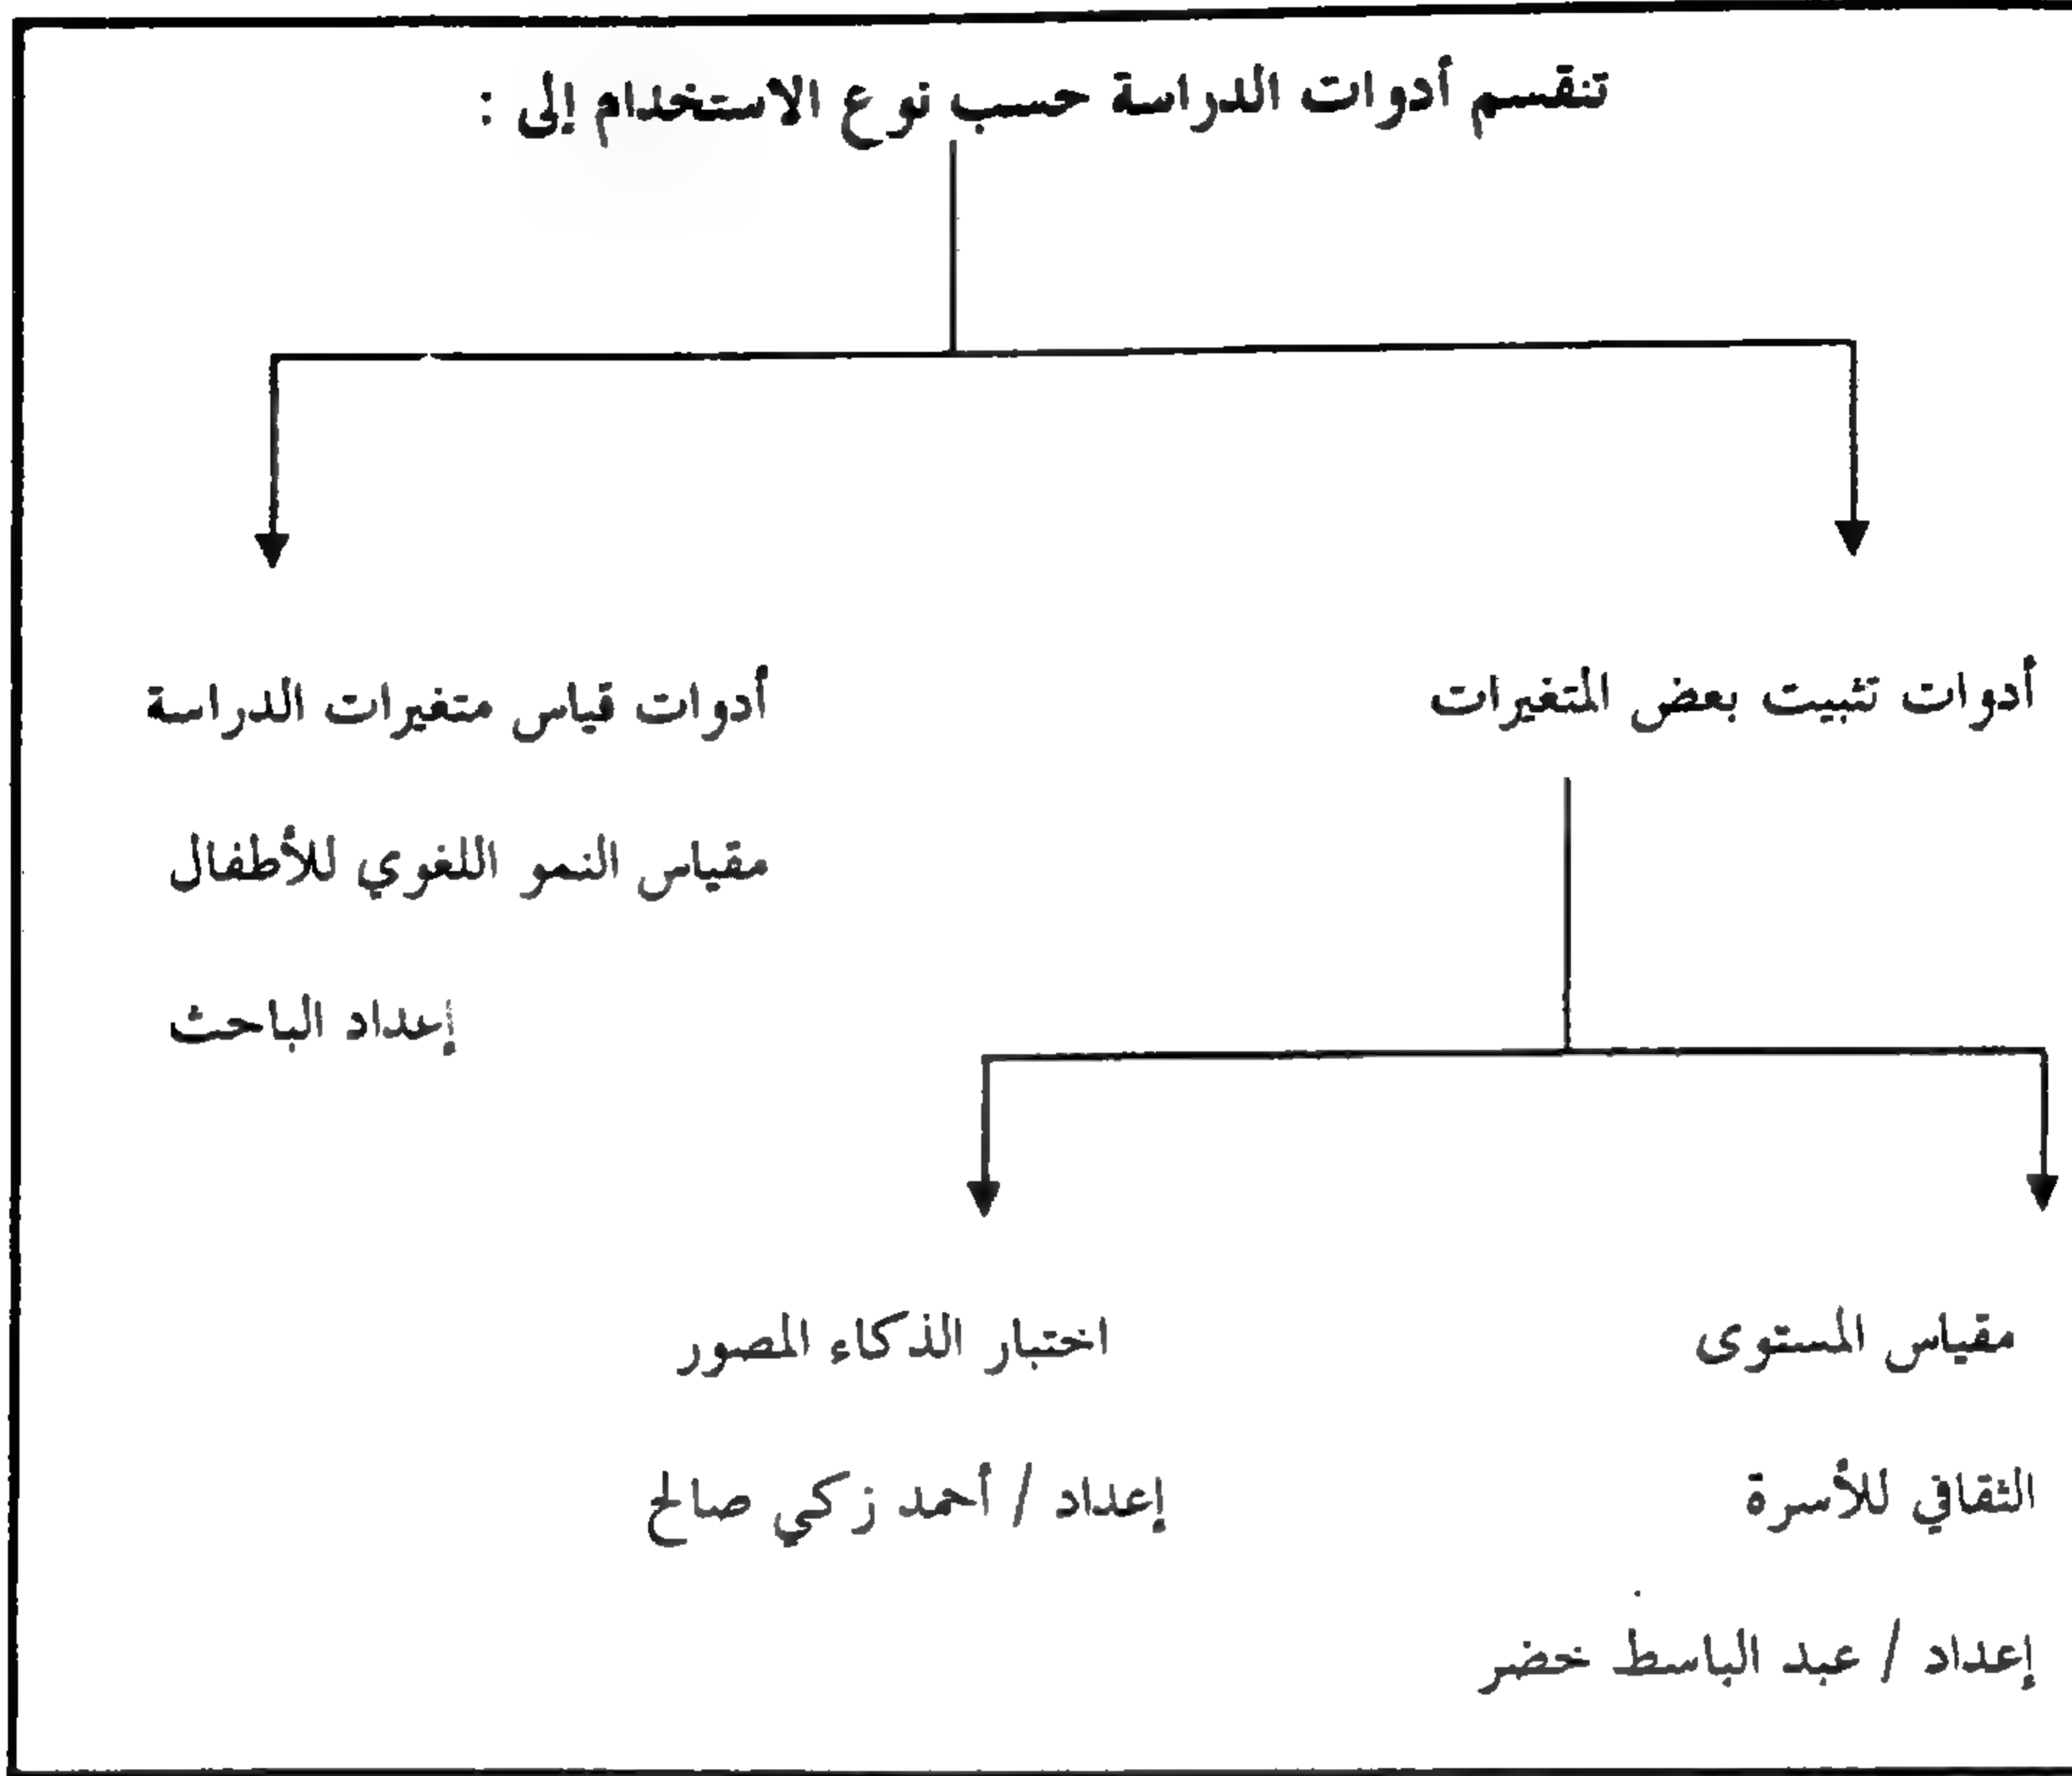 تنقسم أدوات الدراسة حسب نوع الاستخدام إلى :
أدوات تثبيت بعض المتغيرات
أدوات قياس متغيرات الدراسة
مقياس النمو اللغوي للأطفال
إعداد الباحث
مقياس المستوى
الثقافي للأسرة
إعداد / عبد الباسط خضر
اختبار الذكاء المصور
إعداد / أحمد زكي صالح